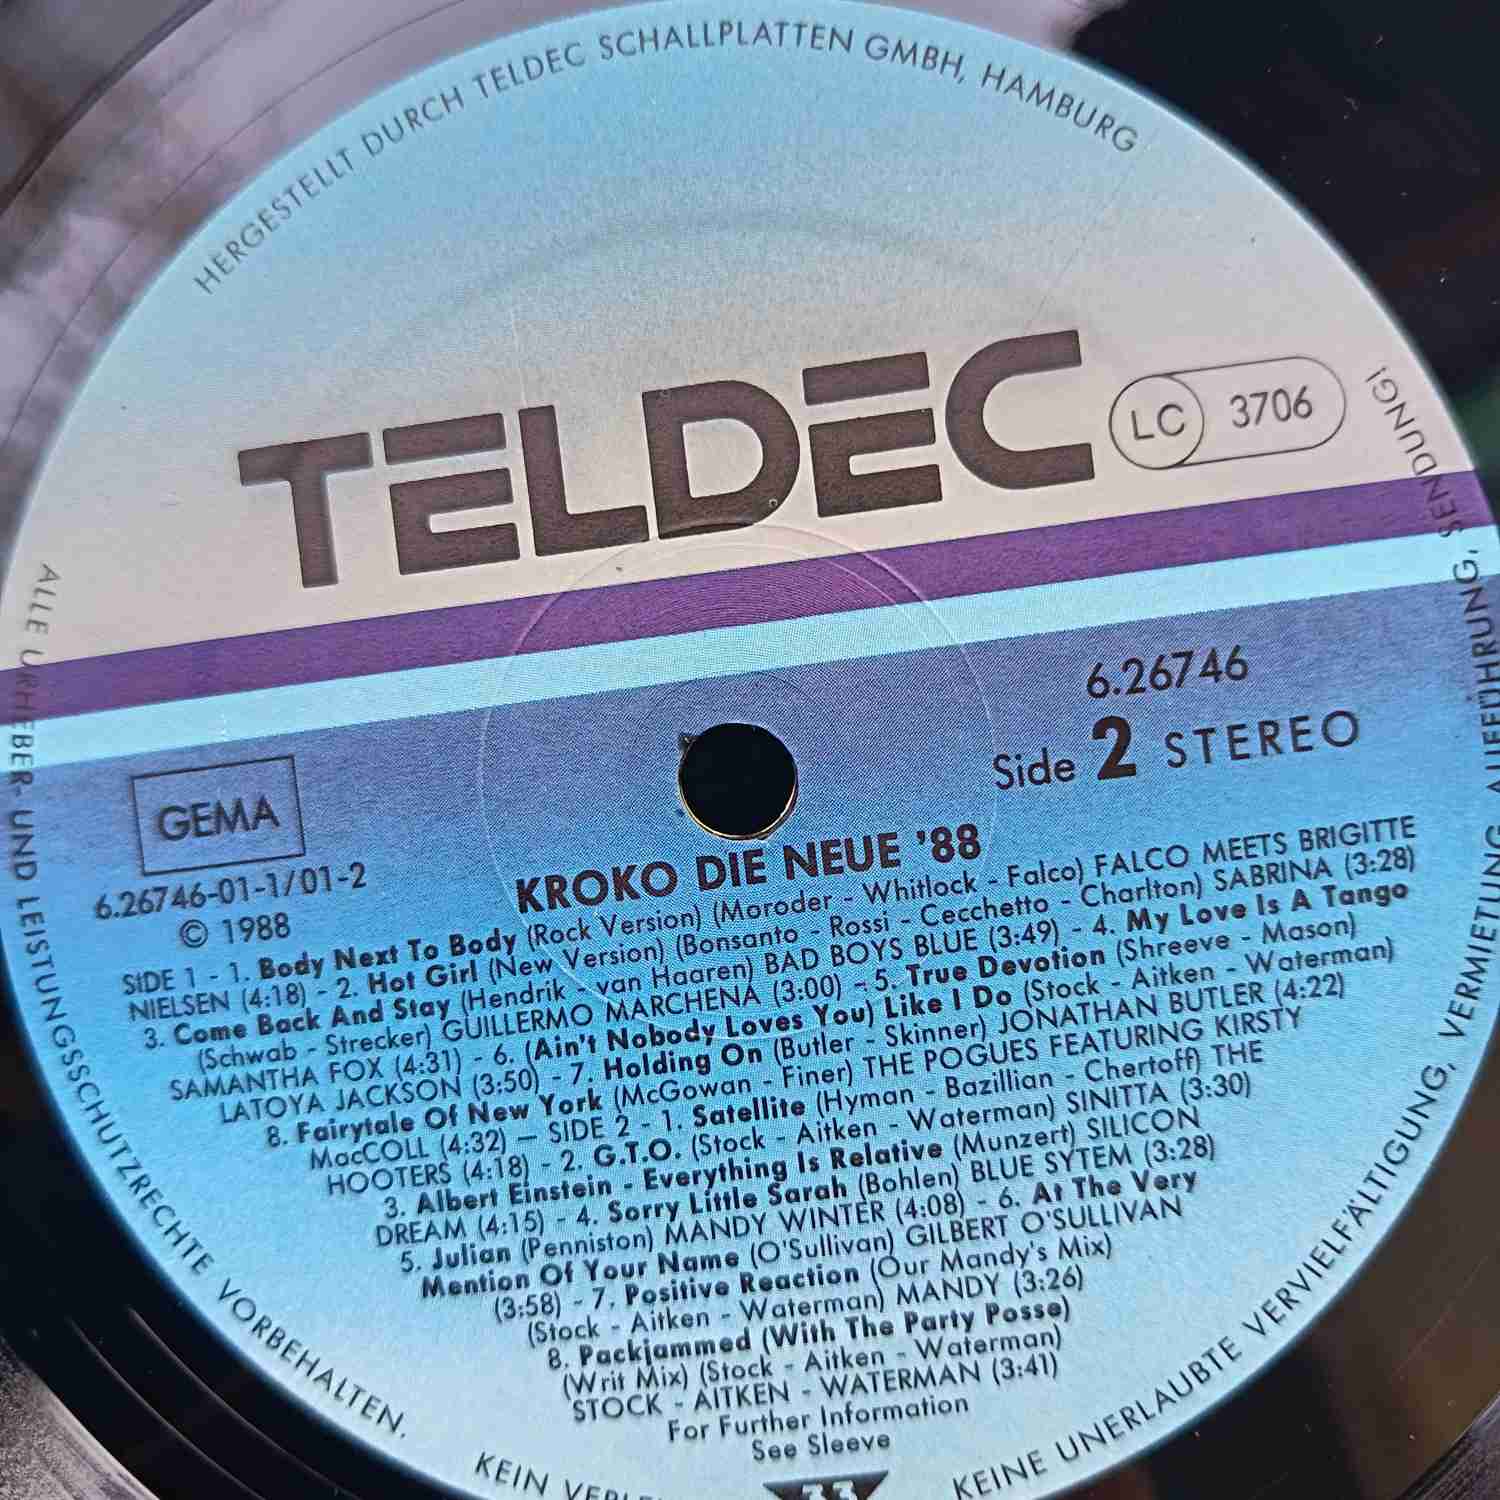 HERGESTELLT DURCH TELDEC SCHALLPLATTEN GMBH, HAMBURG
TELDEC
LC 3706
6.26746
Side 2 STEREO
GEMA
6.26746-01-1/01-2
© 1988
KROKO DIE NEUE '88
SIDE 1 - 1. Body Next To Body (Rock Version) (Moroder - Whitlock - Falco) FALCO MEETS BRIGITTE
NIELSEN (4:18) - 2. Hot Girl (New Version) (Bonsanto - Rossi - Cecchetto - Charlton) SABRINA (3:28)
3. Come Back And Stay (Hendrik - van Haaren) BAD BOYS BLUE (3:49) - 4. My Love Is A Tango
(Schwab - Strecker) GUILLERMO MARCHENA (3:00) - 5. True Devotion (Shreeve - Mason)
SAMANTHA FOX (4:31) - 6. (Ain't Nobody Loves You) Like I Do (Stock - Aitken - Waterman)
LATOYA JACKSON (3:50) - 7. Holding On (Butler - Skinner) JONATHAN BUTLER (4:22)
8. Fairytale Of New York (McGowan - Finer) THE POGUES FEATURING KIRSTY
MacCOLL (4:32) — SIDE 2 - 1. Satellite (Hyman - Bazillian - Chertoff) THE
HOOTERS (4:18) - 2. G.T.O. (Stock - Aitken - Waterman) SINITTA (3:30)
3. Albert Einstein - Everything Is Relative (Munzert) SILICON
DREAM (4:15) - 4. Sorry Little Sarah (Bohlen) BLUE SYTEM (3:28)
5. Julian (Penniston) MANDY WINTER (4:08) - 6. At The Very
Mention Of Your Name (O'Sullivan) GILBERT O'SULLIVAN
(3:58) - 7. Positive Reaction (Our Mandy's Mix)
(Stock - Aitken - Waterman) MANDY (3:26)
8. Packjammed (With The Party Posse)
(Writ Mix) (Stock - Aitken - Waterman)
STOCK - AITKEN - WATERMAN (3:41)
For Further Information
See Sleeve
33
ALLE URHEBER- UND LEISTUNGSSCHUTZRECHTE VORBEHALTEN.
KEIN
KEINE UNERLAUBTE VERVIELFÄLTIGUNG, VERMIETUNG, AUFFÜHRUNG, SENDUNG!